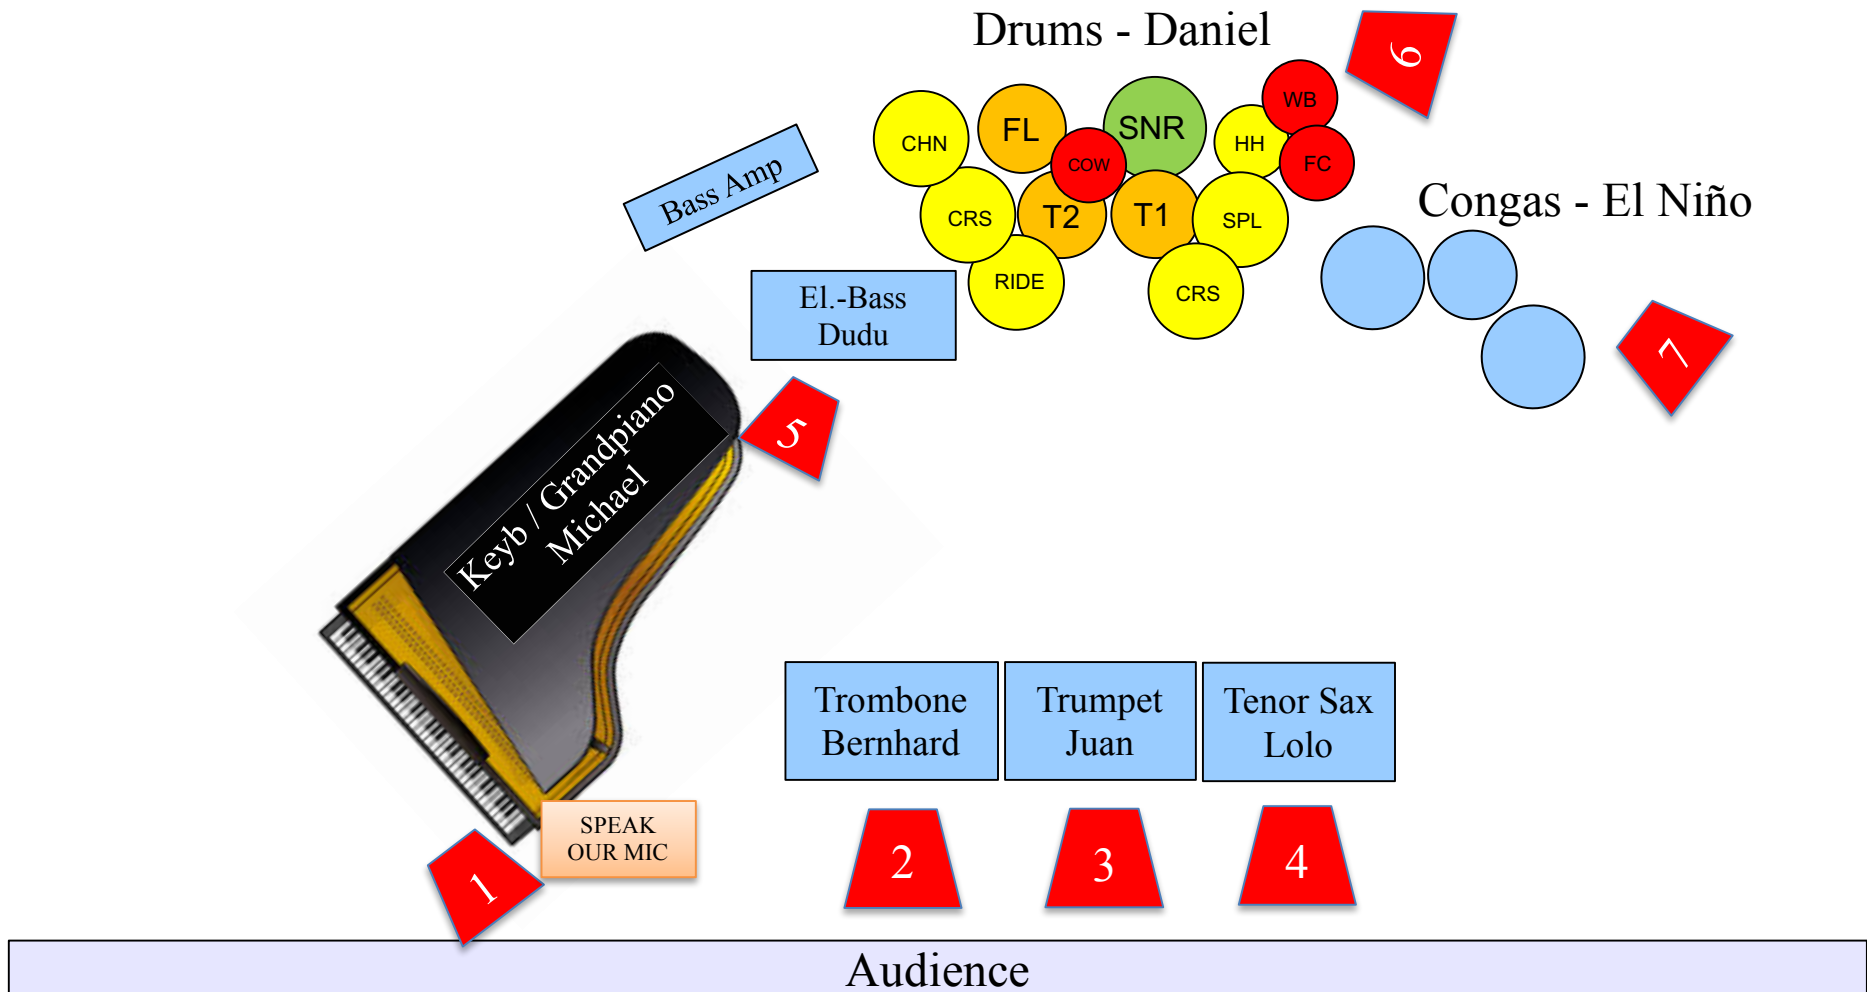 Drums - Daniel
6
WB
CHN
FL
SNR
HH
FC
COW
Bass Amp
CRS
T2
T1
SPL
Congas - El Niño
RIDE
CRS
El.-Bass
Dudu
7
5
Keyb / Grandpiano
Michael
Trombone
Bernhard
Trumpet
Juan
Tenor Sax
Lolo
SPEAK
OUR MIC
1
2
3
4
Audience